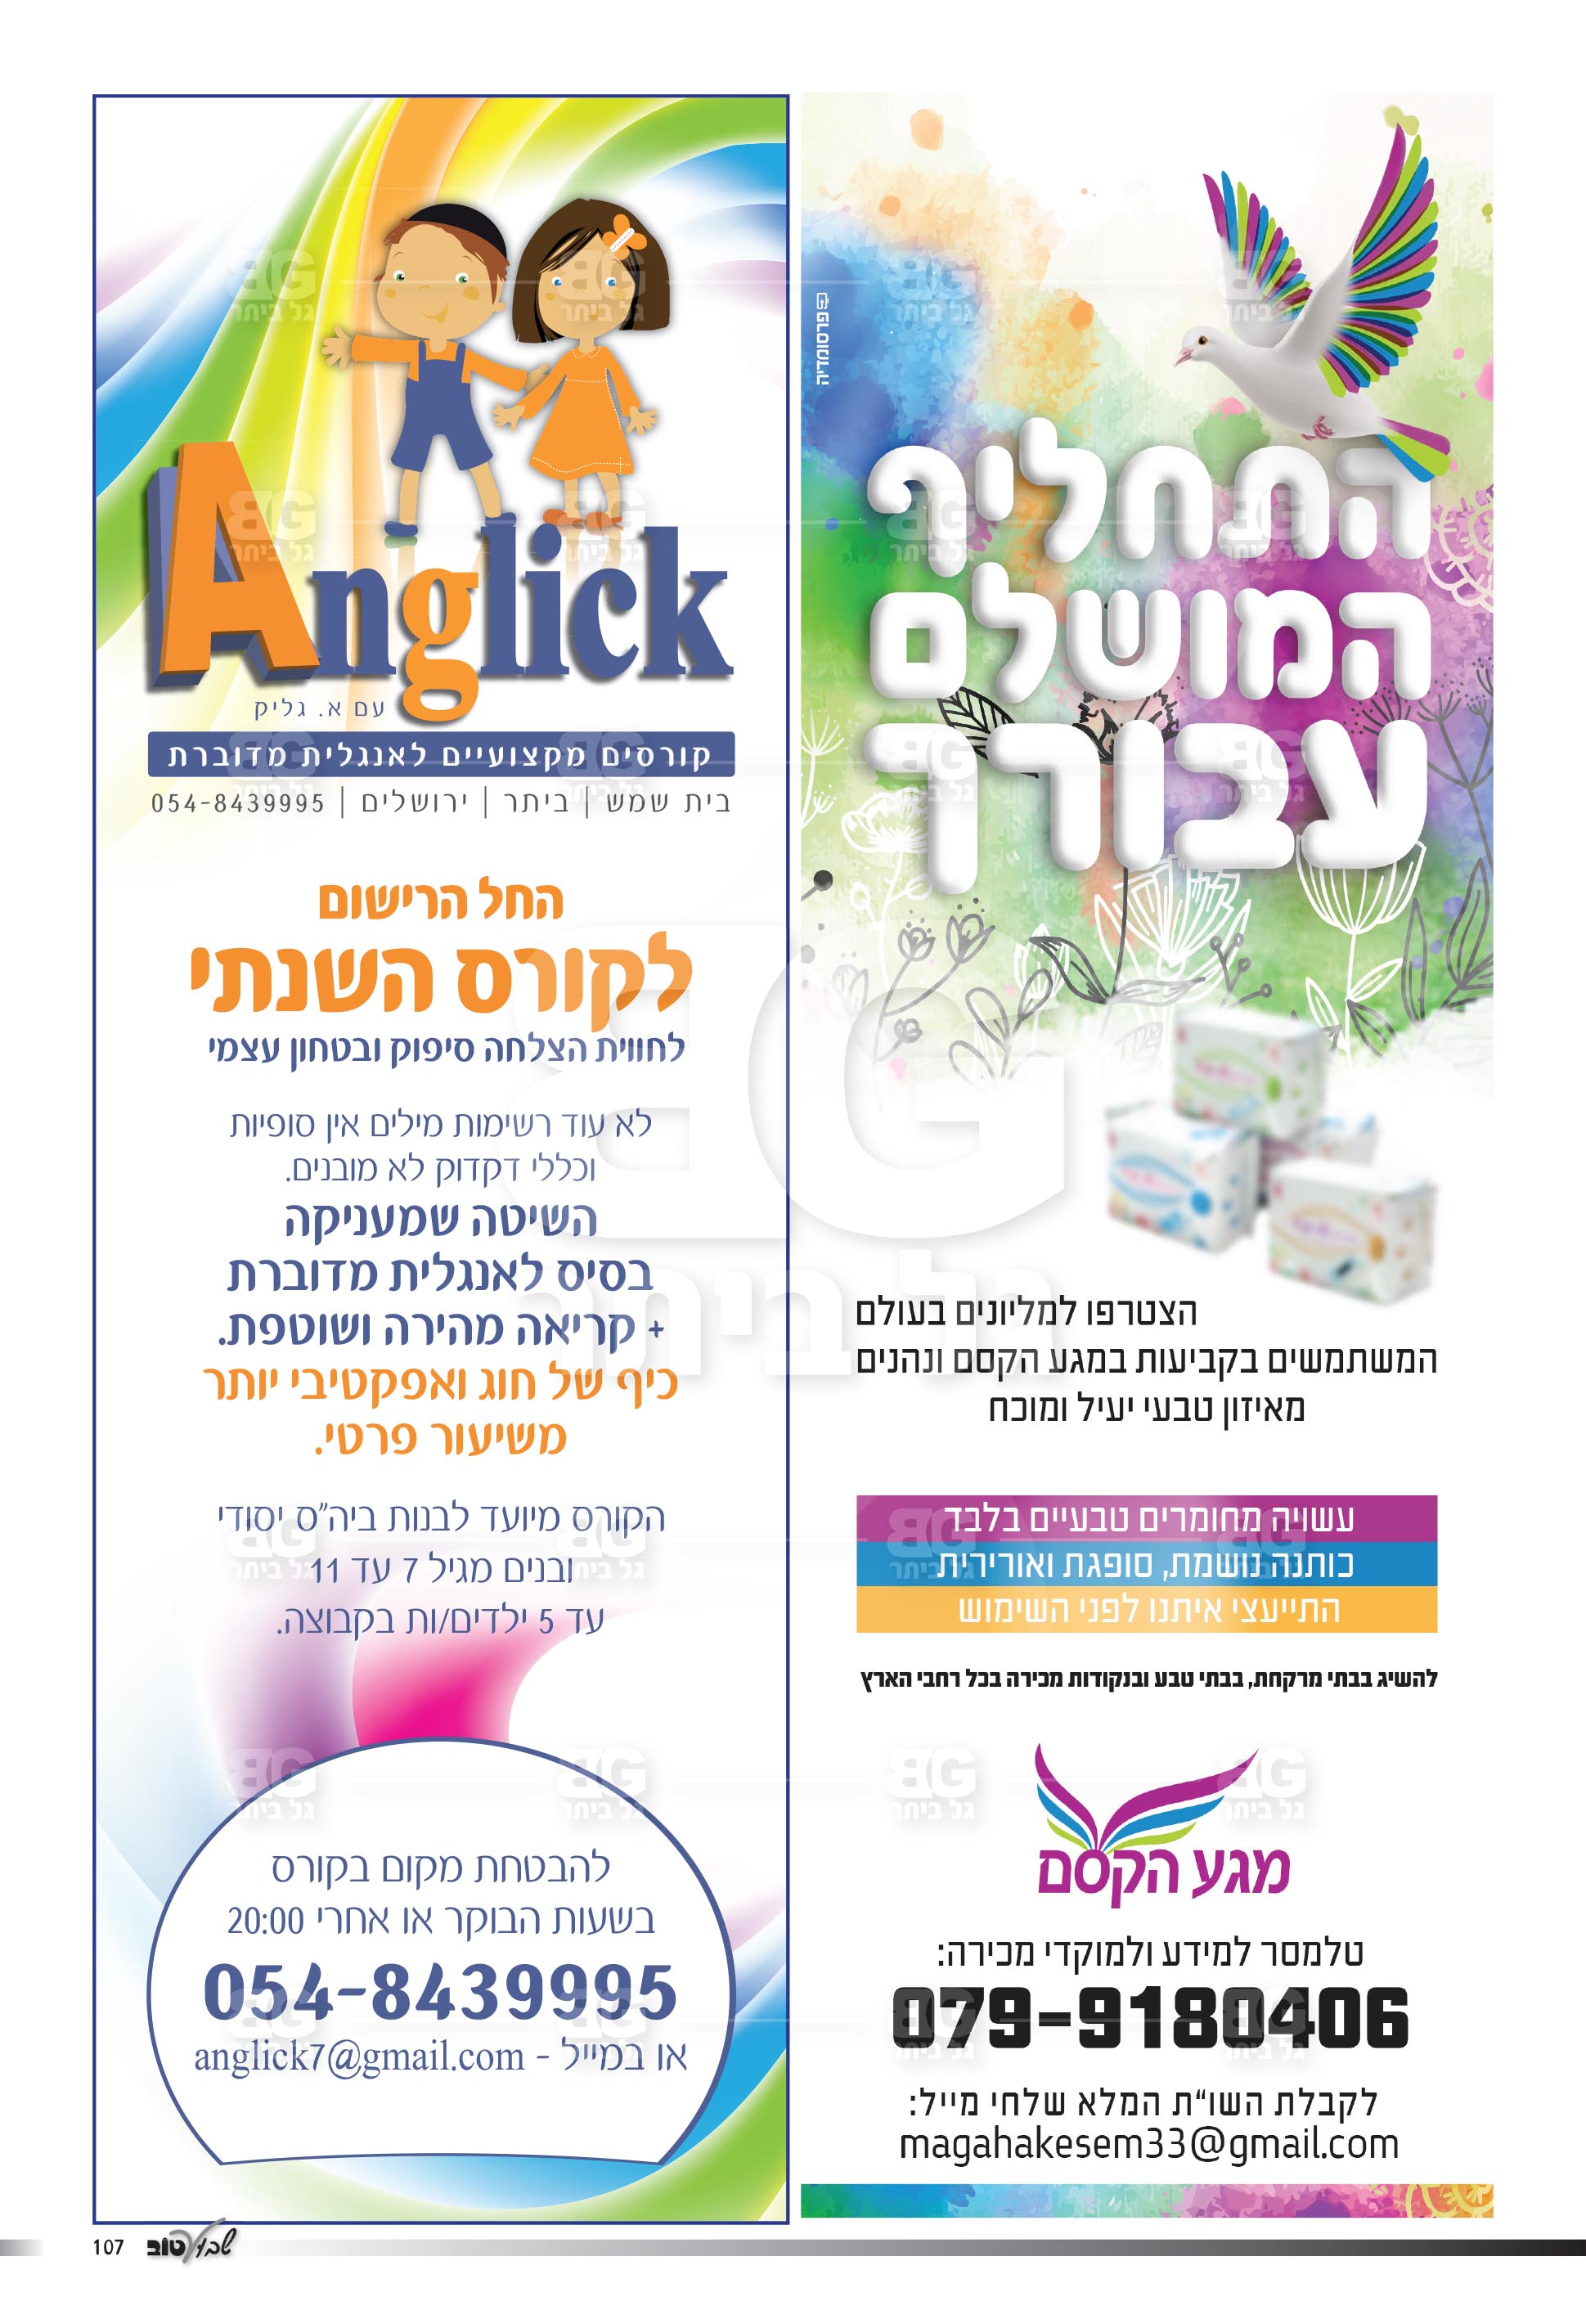 פרסומדיה
התחליף
המושלם
עבורך
הצטרפו למליונים בעולם
המשתמשים בקביעות במגע הקסם ונהנים
מאיזון טבעי יעיל ומוכח
עשויה מחומרים טבעיים בלבד
כותנה נושמת, סופגת ואוורירית
התייעצי איתנו לפני השימוש
להשיג בבתי מרקחת, בבתי טבע ובנקודות מכירה בכל רחבי הארץ
מגע הקסם
טלמסר למידע ולמוקדי מכירה:
079-9180406
לקבלת השו"ת המלא שלחי מייל:
magahakesem33@gmail.com
Anglick
עם א. גליק
קורסים מקצועיים לאנגלית מדוברת
בית שמש | ביתר | ירושלים | 054-8439995
החל הרישום
לקורס השנתי
לחווית הצלחה סיפוק ובטחון עצמי
לא עוד רשימות מילים אין סופיות
וכללי דקדוק לא מובנים.
השיטה שמעניקה
בסיס לאנגלית מדוברת
+ קריאה מהירה ושוטפת.
כיף של חוג ואפקטיבי יותר
משיעור פרטי.
הקורס מיועד לבנות ביה"ס יסודי
ובנים מגיל 7 עד 11
עד 5 ילדים/ות בקבוצה.
להבטחת מקום בקורס
בשעות הבוקר או אחרי 20:00
054-8439995
או במייל - anglick7@gmail.com
BG
גל ביתר
שבוע טוב 107